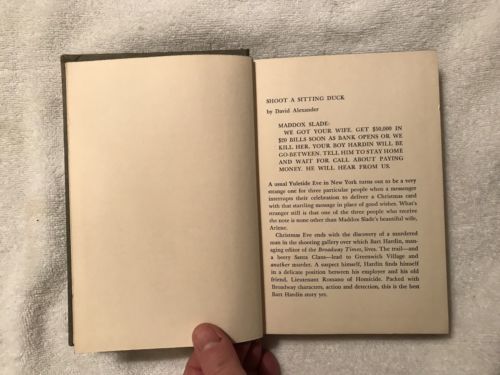 SHOOT A SITTING DUCK
by David Alexander
MADDOX SLADE:
WE GOT YOUR WIFE. GET $50,000 IN
$20 BILLS SOON AS BANK OPENS OR WE
KILL HER. YOUR BOY HARDIN WILL BE
GO-BETWEEN. TELL HIM TO STAY HOME
AND WAIT FOR CALL ABOUT PAYING
MONEY. HE WILL HEAR FROM US.
A usual Yuletide Eve in New York turns out to be a very
strange one for three particular people when a messenger
interrupts their celebration to deliver a Christmas card
with that startling message in place of good wishes. What's
stranger still is that one of the three people who receive
the note is none other than Maddox Slade's beautiful wife,
Arlene.
Christmas Eve ends with the discovery of a murdered
man in the shooting gallery over which Bart Hardin, man-
aging editor of the Broadway Times, lives. The trail—and
a beery Santa Claus—lead to Greenwich Village and
another murder. A suspect himself, Hardin finds himself
in a delicate position between his employer and his old
friend, Lieutenant Romano of Homicide. Packed with
Broadway characters, action and detection, this is the best
Bart Hardin story yet.